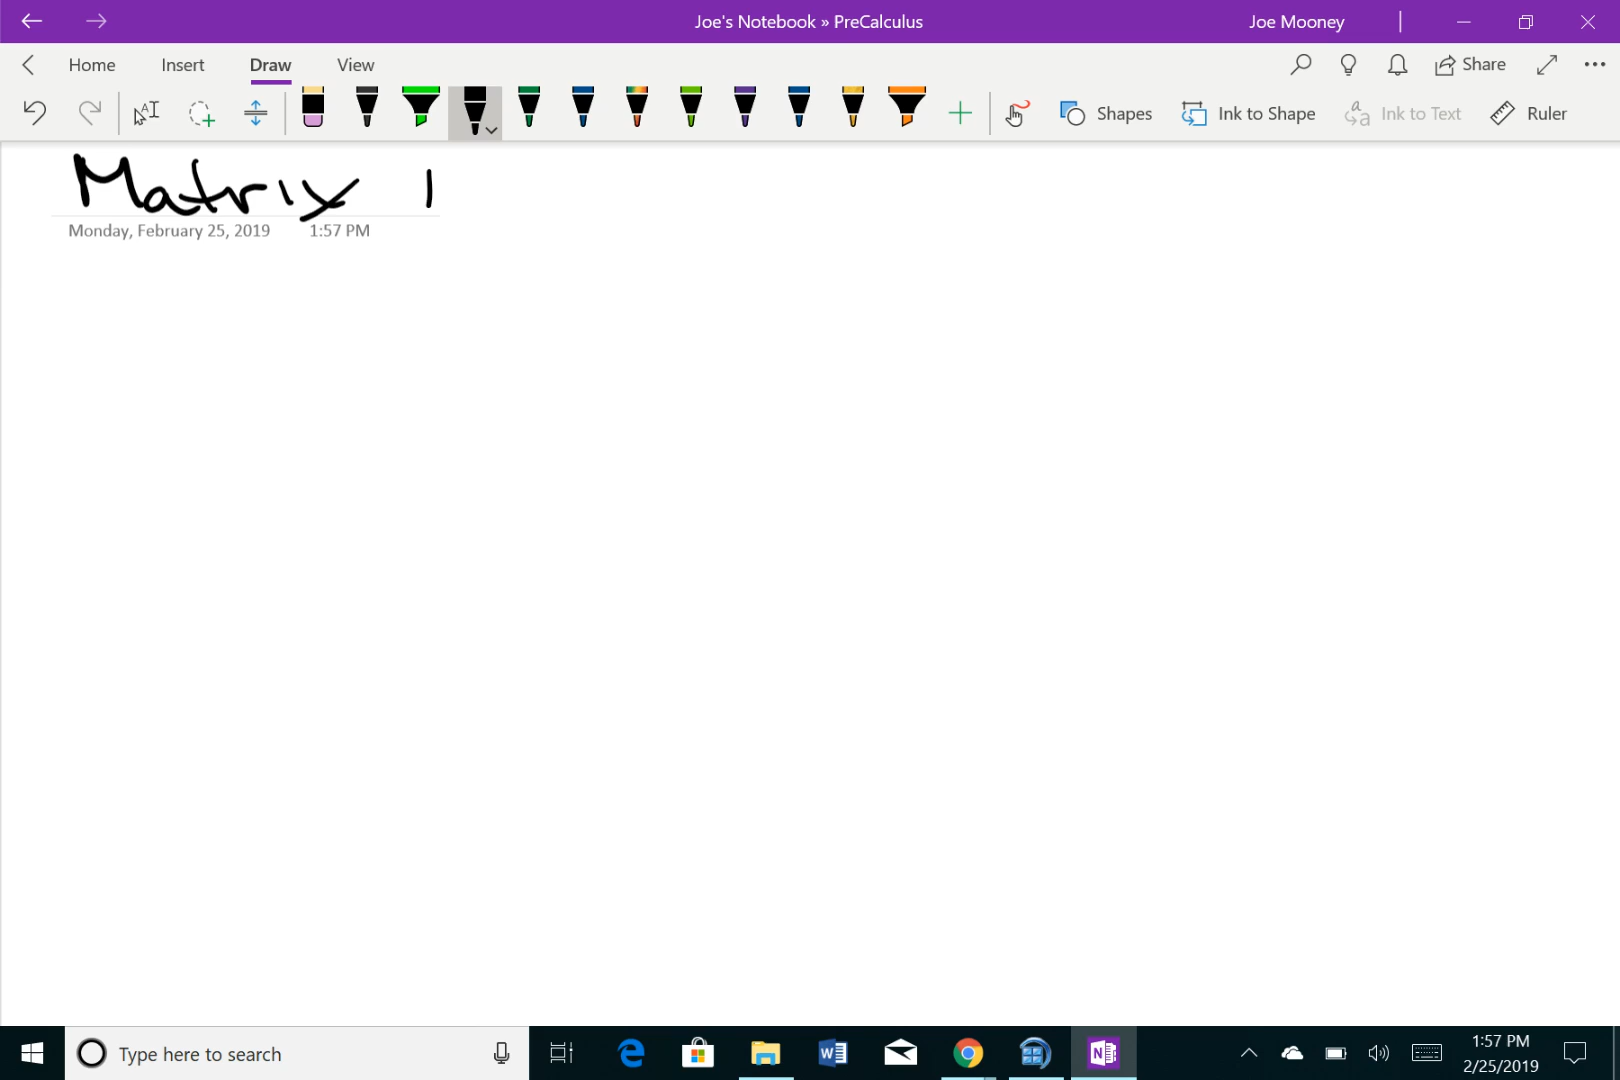 Joe's Notebook » PreCalculus Joe Mooney
Home Insert Draw View Share
Shapes Ink to Shape Ink to Text Ruler
Matrix 1
Monday, February 25, 2019 1:57 PM
Type here to search 1:57 PM
2/25/2019